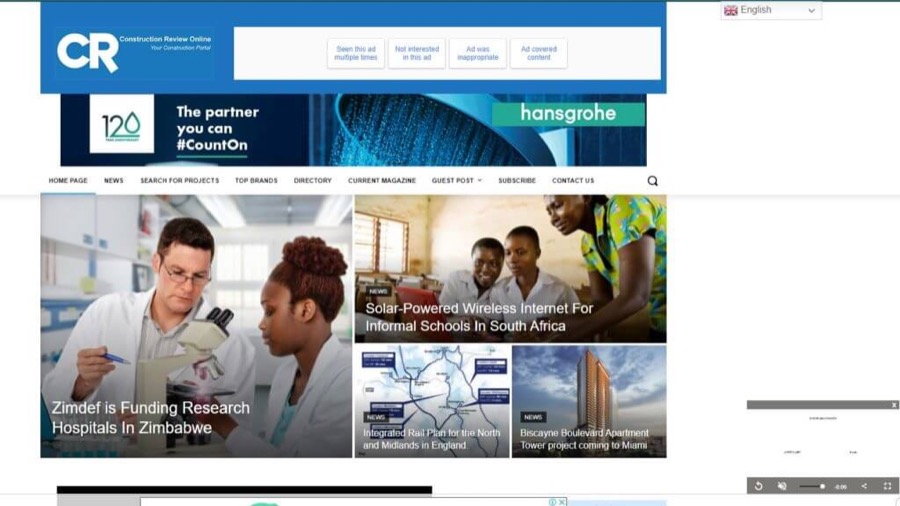 English
CR
Construction Review Online
Your Construction Portal
Seen this ad
multiple times
Not interested
in this ad
Ad was
inappropriate
Ad covered
content
120
The partner
you can
#CountOn
hansgrohe
HOME PAGE
NEWS
SEARCH FOR PROJECTS
TOP BRANDS
DIRECTORY
CURRENT MAGAZINE
GUEST POST
SUBSCRIBE
CONTACT US
Zimdef is Funding Research
Hospitals In Zimbabwe
NEWS
Solar-Powered Wireless Internet For
Informal Schools In South Africa
NEWS
Integrated Rail Plan for the North
and Midlands in England
NEWS
Biscayne Boulevard Apartment
Tower project coming to Miami
X